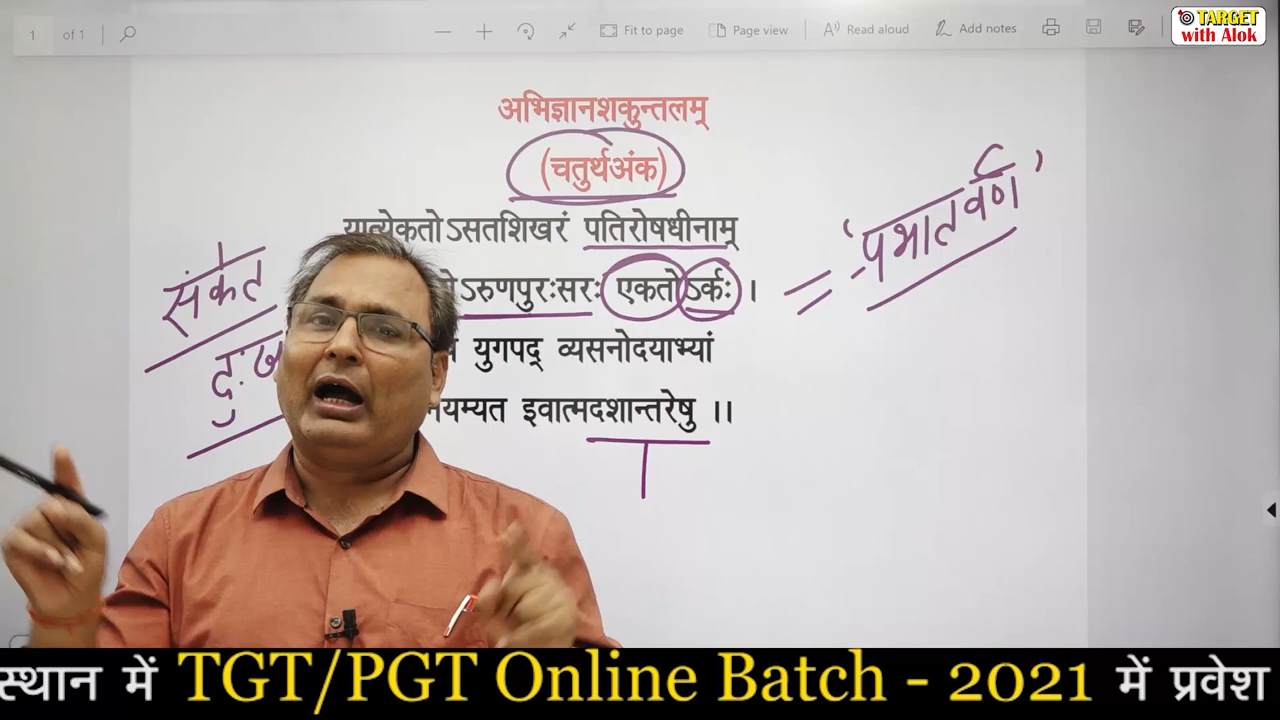 1 of 1
Fit to page
Page view
Read aloud
Add notes
TARGET
with Alok
अभिज्ञानशकुन्तलम्
(चतुर्थअंक)
यात्येकतोऽसतशिखरं पतिरोषधीनाम्
ऽरुणपुरःसरः एकतोऽर्कः ।
युगपद् व्यसनोदयाभ्यां
इवात्मदशान्तरेषु ।।
संकेत
'प्रभातवर्ण'
स्थान में TGT/PGT Online Batch - 2021 में प्रवेश